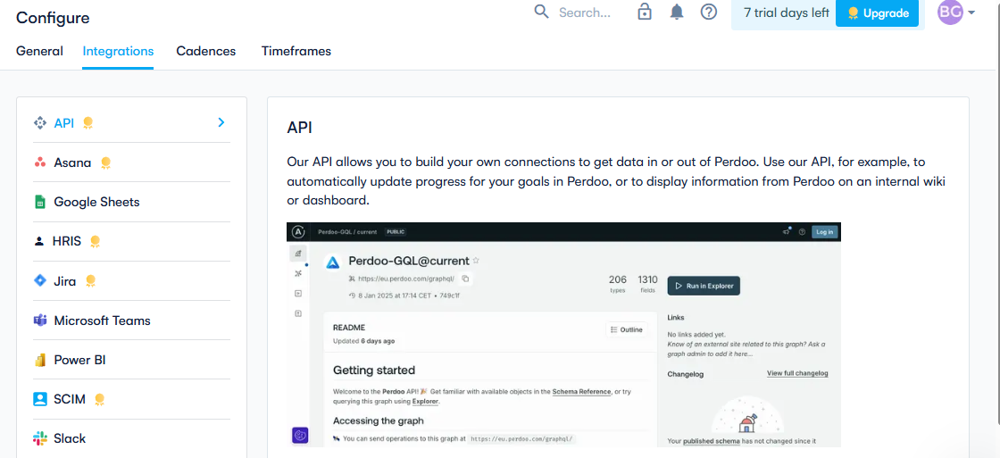 Configure
Search...
7 trial days left
Upgrade
BG
General
Integrations
Cadences
Timeframes
API
Asana
Google Sheets
HRIS
Jira
Microsoft Teams
Power BI
SCIM
Slack
API
Our API allows you to build your own connections to get data in or out of Perdoo. Use our API, for example, to
automatically update progress for your goals in Perdoo, or to display information from Perdoo on an internal wiki
or dashboard.
Perdoo-GQL / current
PUBLIC
Log in
Perdoo-GQL@current
https://eu.perdoo.com/graphql/
8 Jan 2025 at 17:14 CET • 749c1f
206
types
1310
fields
Run in Explorer
README
Updated 6 days ago
Outline
Getting started
Welcome to the Perdoo API! 🎉 Get familiar with available objects in the Schema Reference, or try
querying this graph using Explorer.
Accessing the graph
You can send operations to this graph at https://eu.perdoo.com/graphql/
Links
No links added yet.
Know of an external site related to this graph? Ask a
graph admin to add it here...
Changelog
View full changelog
Your published schema has not changed since it